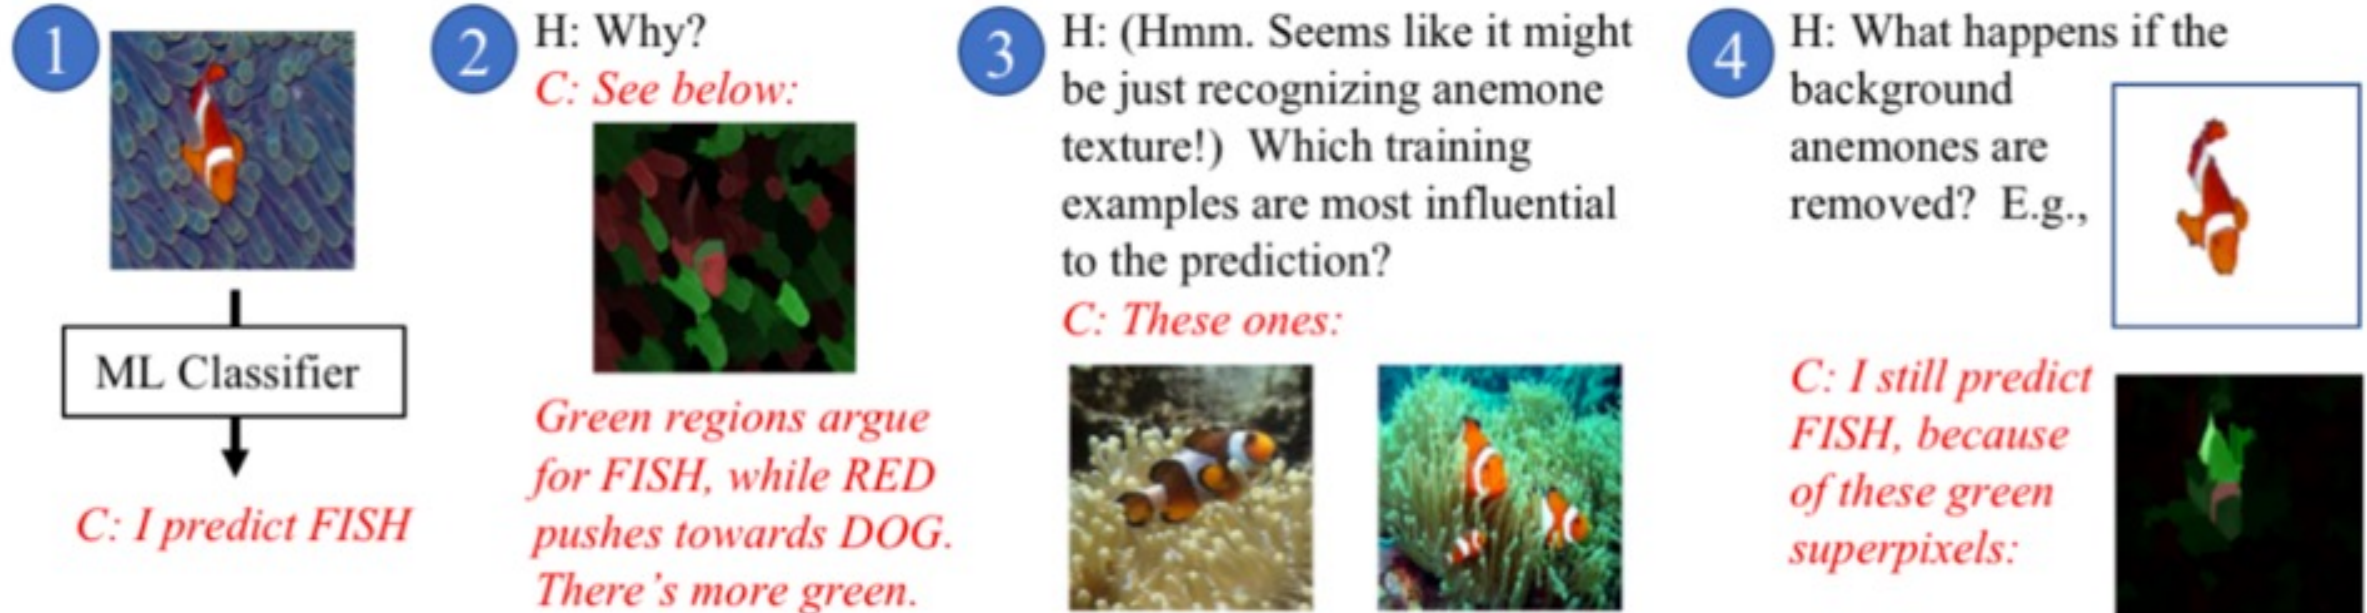 1
ML Classifier
C: I predict FISH
2
H: Why?
C: See below:
Green regions argue
for FISH, while RED
pushes towards DOG.
There's more green.
3
H: (Hmm. Seems like it might
be just recognizing anemone
texture!) Which training
examples are most influential
to the prediction?
C: These ones:
4
H: What happens if the
background
anemones are
removed? E.g.,
C: I still predict
FISH, because
of these green
superpixels: